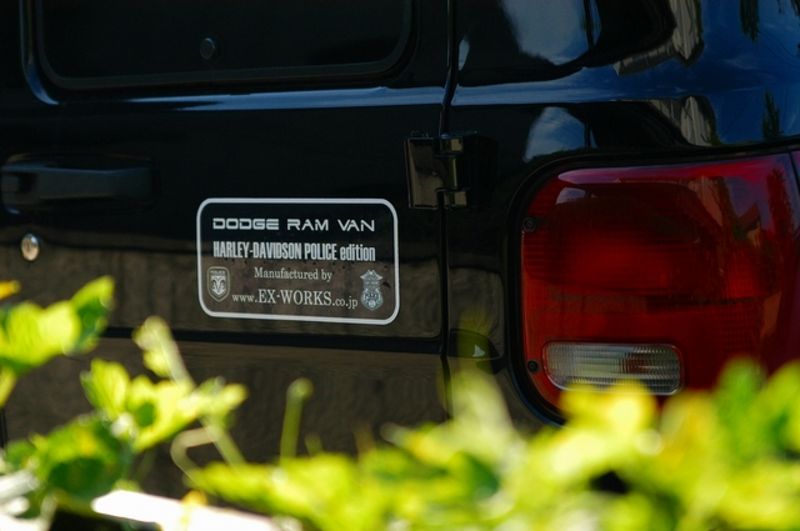 DODGE RAM VAN
HARLEY-DAVIDSON POLICE edition
Manufactured by
www.EX-WORKS.co.jp